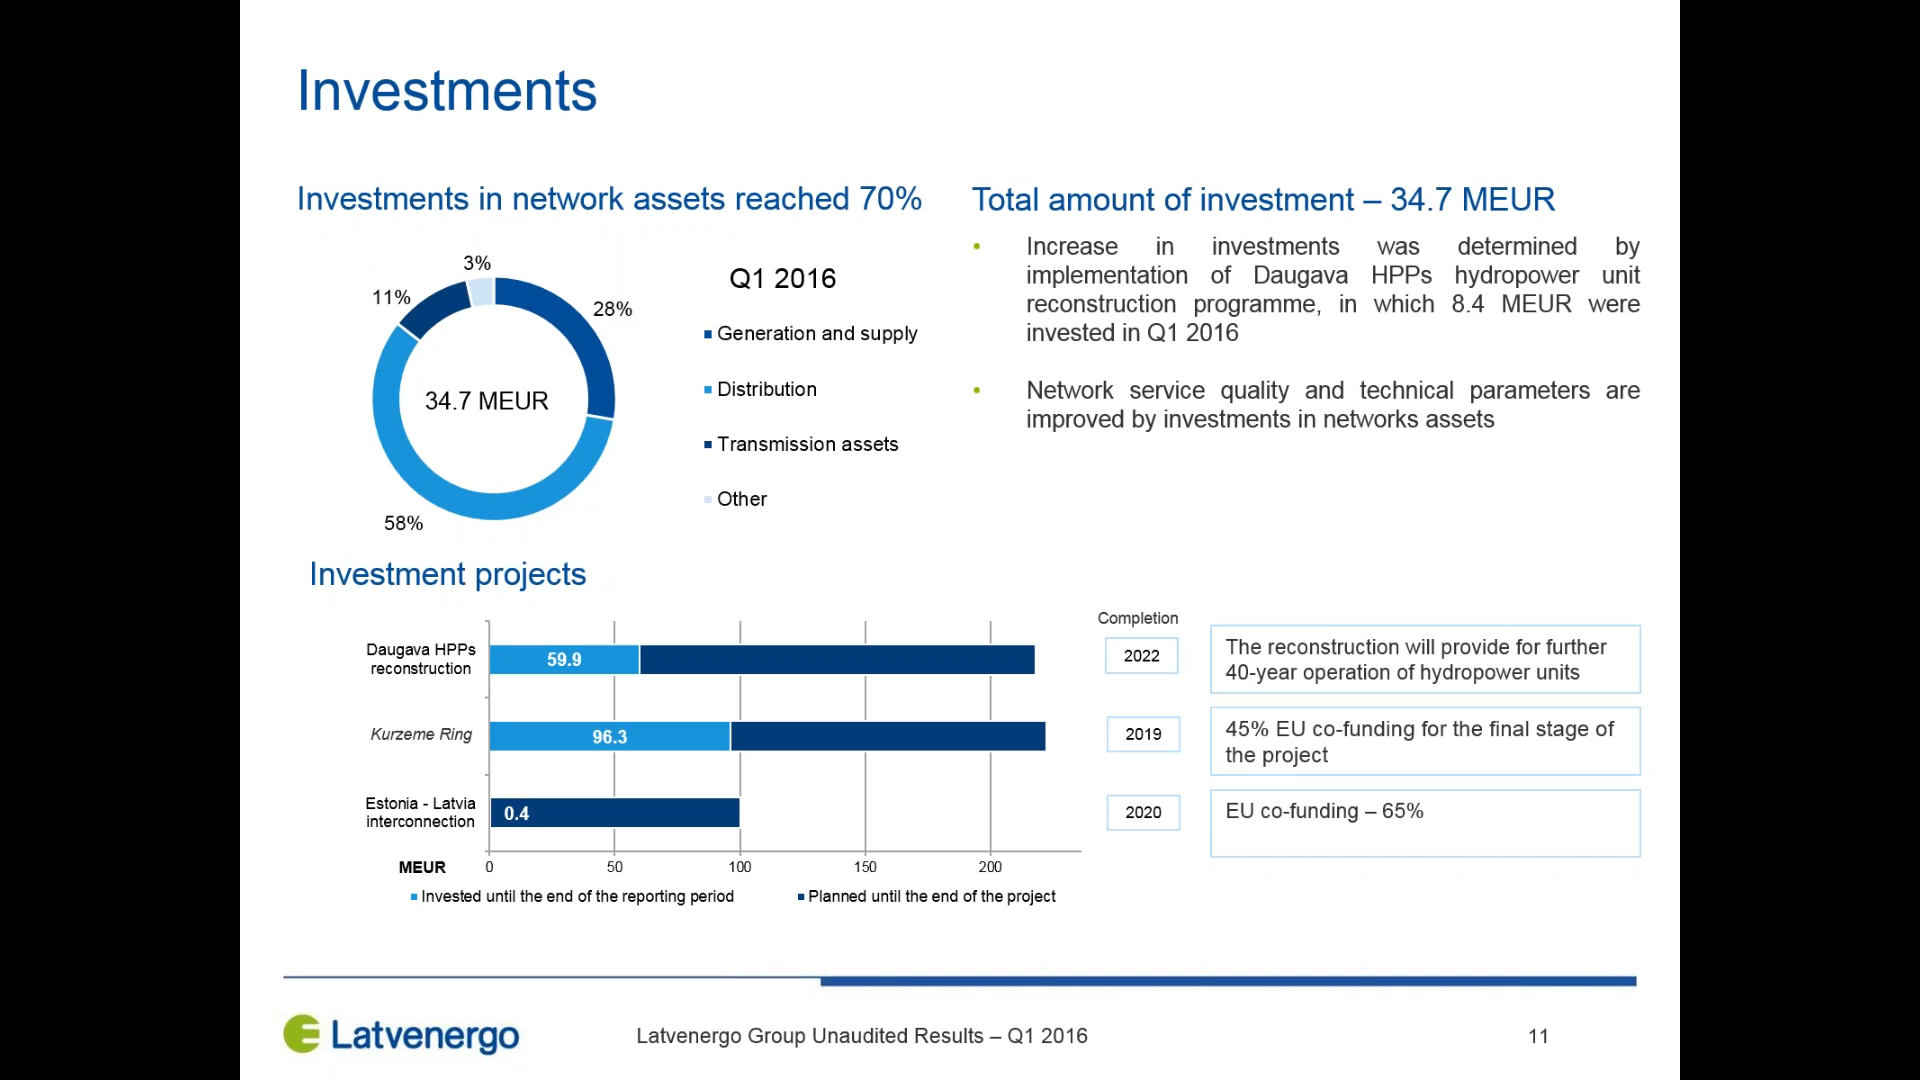 Investments
Investments in network assets reached 70%
3%
11%
28%
34.7 MEUR
58%
Q1 2016
Generation and supply
Distribution
Transmission assets
Other
Total amount of investment – 34.7 MEUR
• Increase in investments was determined by
implementation of Daugava HPPs hydropower unit
reconstruction programme, in which 8.4 MEUR were
invested in Q1 2016
• Network service quality and technical parameters are
improved by investments in networks assets
Investment projects
Completion
Daugava HPPs
reconstruction
59.9
2022
The reconstruction will provide for further
40-year operation of hydropower units
Kurzeme Ring
96.3
2019
45% EU co-funding for the final stage of
the project
Estonia - Latvia
interconnection
0.4
2020
EU co-funding – 65%
MEUR 0 50 100 150 200
Invested until the end of the reporting period Planned until the end of the project
Latvenergo
Latvenergo Group Unaudited Results – Q1 2016
11